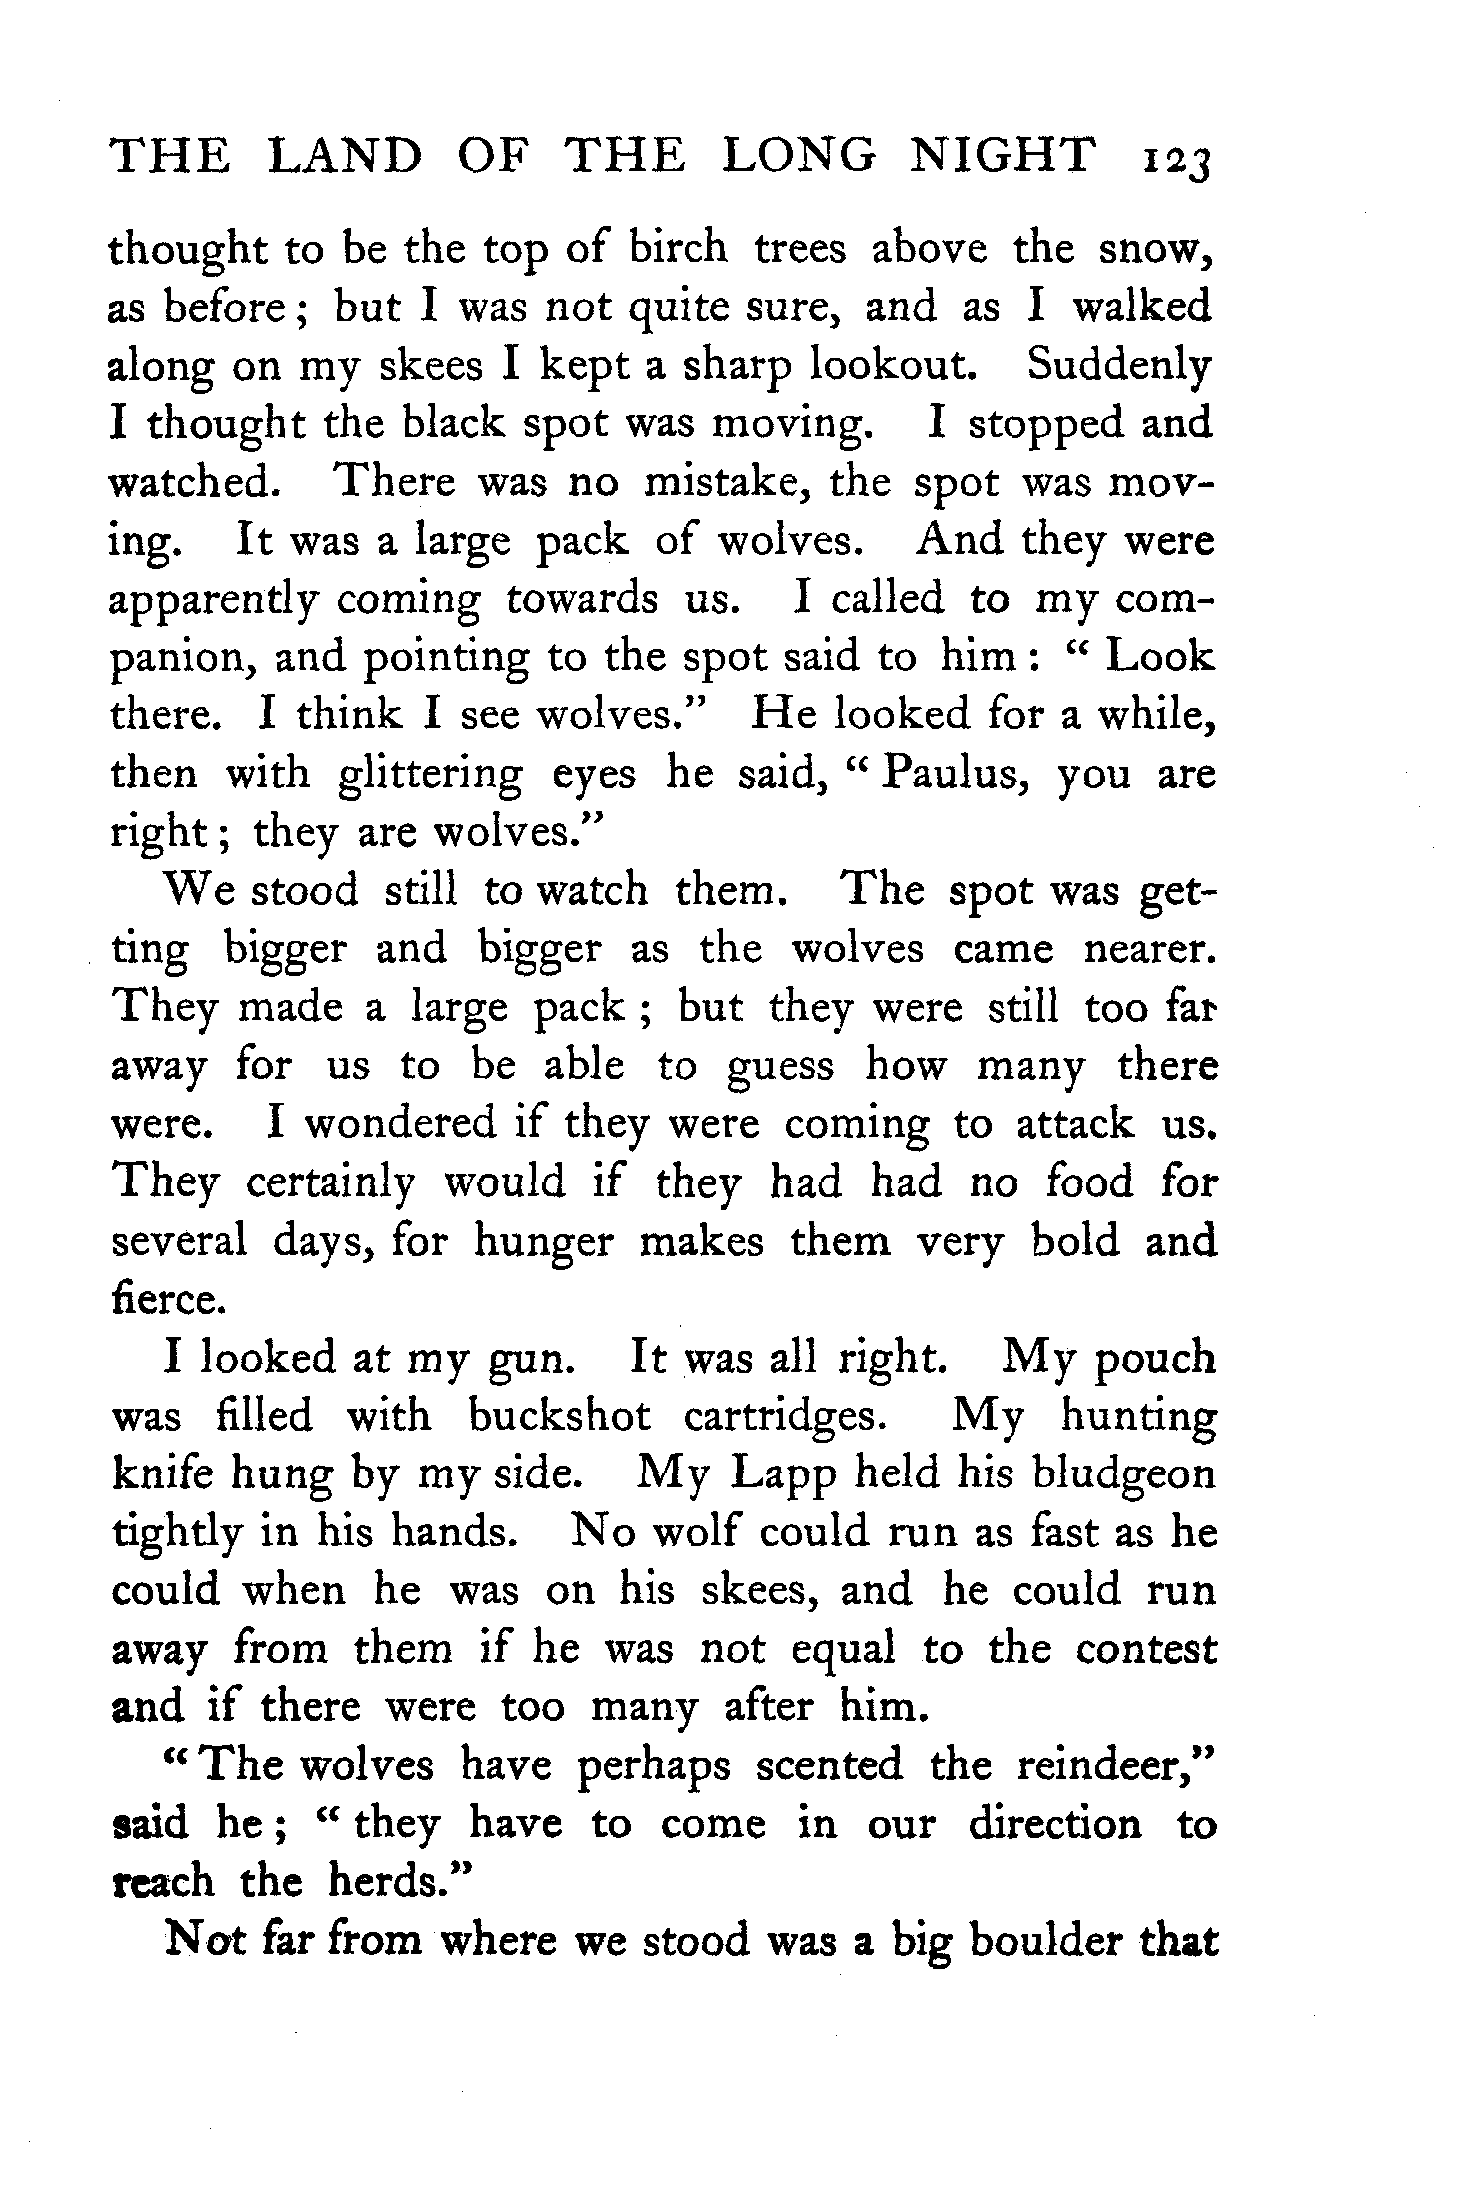 THE LAND OF THE LONG NIGHT 123
thought to be the top of birch trees above the snow,
as before; but I was not quite sure, and as I walked
along on my skees I kept a sharp lookout. Suddenly
I thought the black spot was moving. I stopped and
watched. There was no mistake, the spot was mov-
ing. It was a large pack of wolves. And they were
apparently coming towards us. I called to my com-
panion, and pointing to the spot said to him: “Look
there. I think I see wolves.” He looked for a while,
then with glittering eyes he said, “Paulus, you are
right; they are wolves.”
We stood still to watch them. The spot was get-
ting bigger and bigger as the wolves came nearer.
They made a large pack; but they were still too far
away for us to be able to guess how many there
were. I wondered if they were coming to attack us.
They certainly would if they had had no food for
several days, for hunger makes them very bold and
fierce.
I looked at my gun. It was all right. My pouch
was filled with buckshot cartridges. My hunting
knife hung by my side. My Lapp held his bludgeon
tightly in his hands. No wolf could run as fast as he
could when he was on his skees, and he could run
away from them if he was not equal to the contest
and if there were too many after him.
“The wolves have perhaps scented the reindeer,”
said he; “they have to come in our direction to
reach the herds.”
Not far from where we stood was a big boulder that